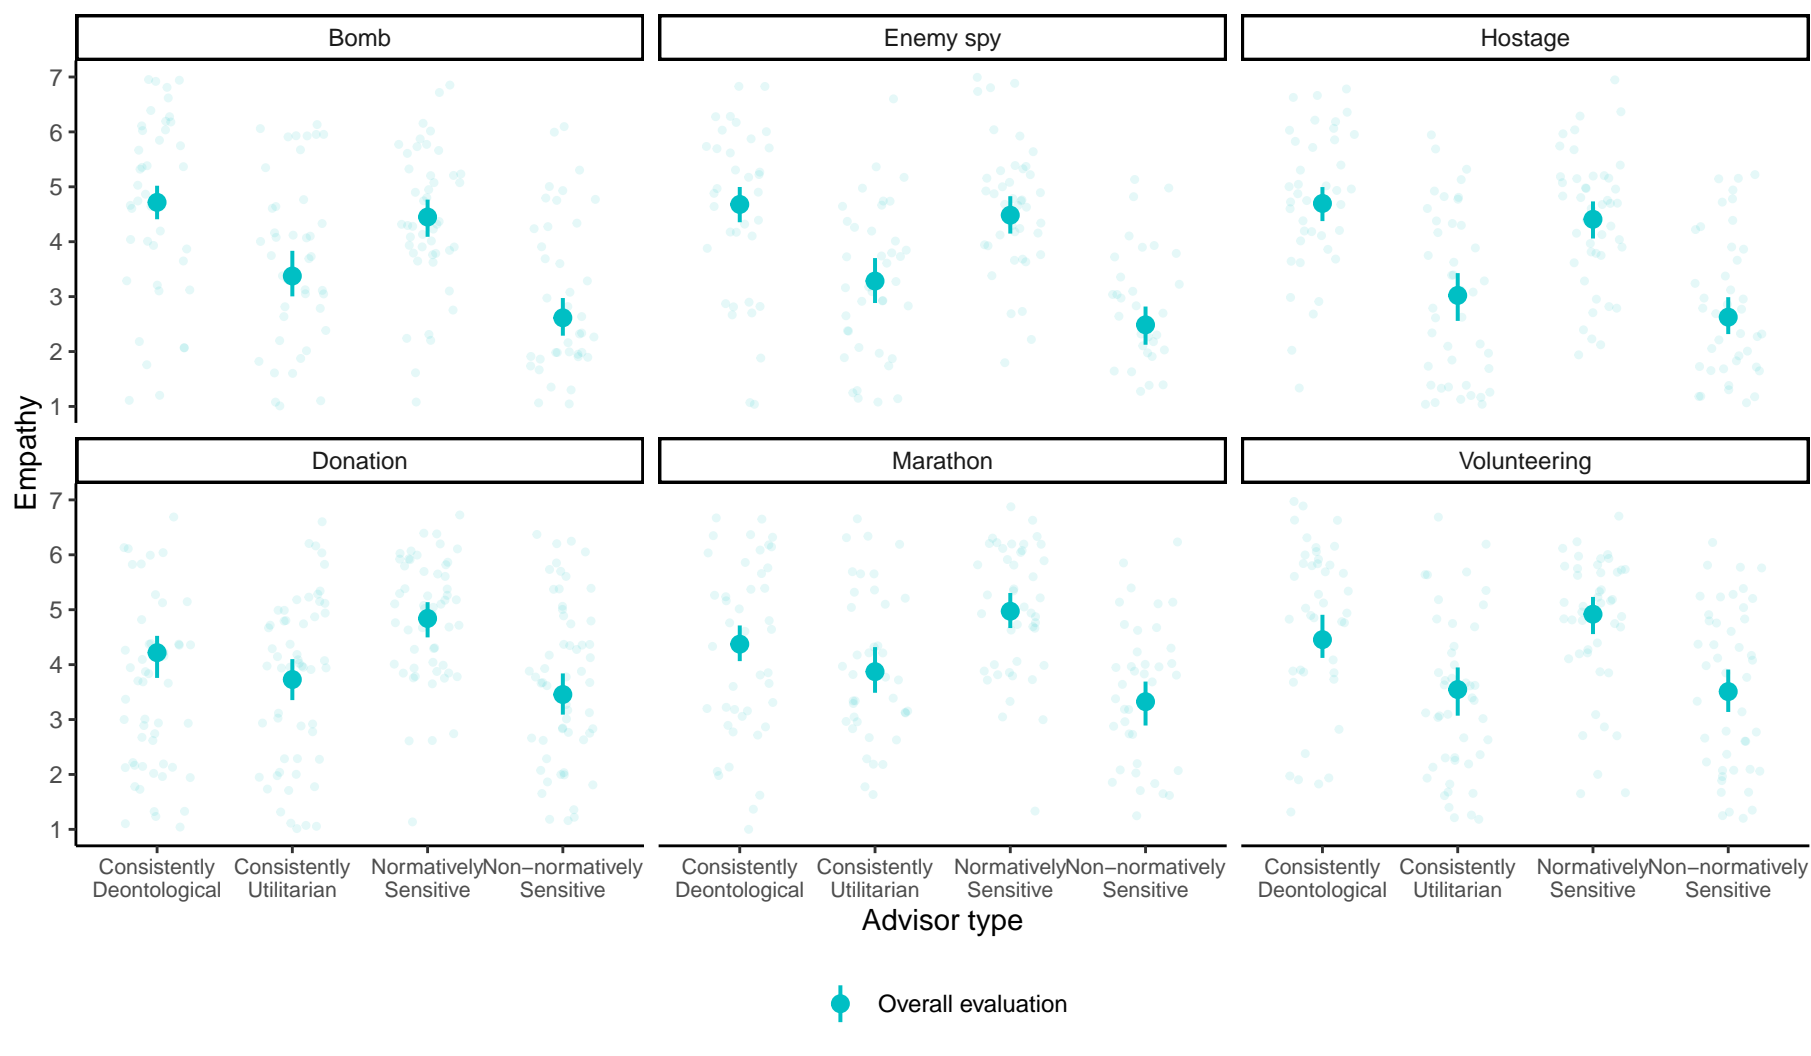 Bomb
Enemy spy
Hostage
7
6
5
4
3
2
1
Empathy
Donation
Marathon
Volunteering
7
6
5
4
3
2
1
Consistently Deontological
Consistently Utilitarian
Normatively Sensitive
Non−normatively Sensitive
Consistently Deontological
Consistently Utilitarian
Normatively Sensitive
Non−normatively Sensitive
Consistently Deontological
Consistently Utilitarian
Normatively Sensitive
Non−normatively Sensitive
Advisor type
Overall evaluation